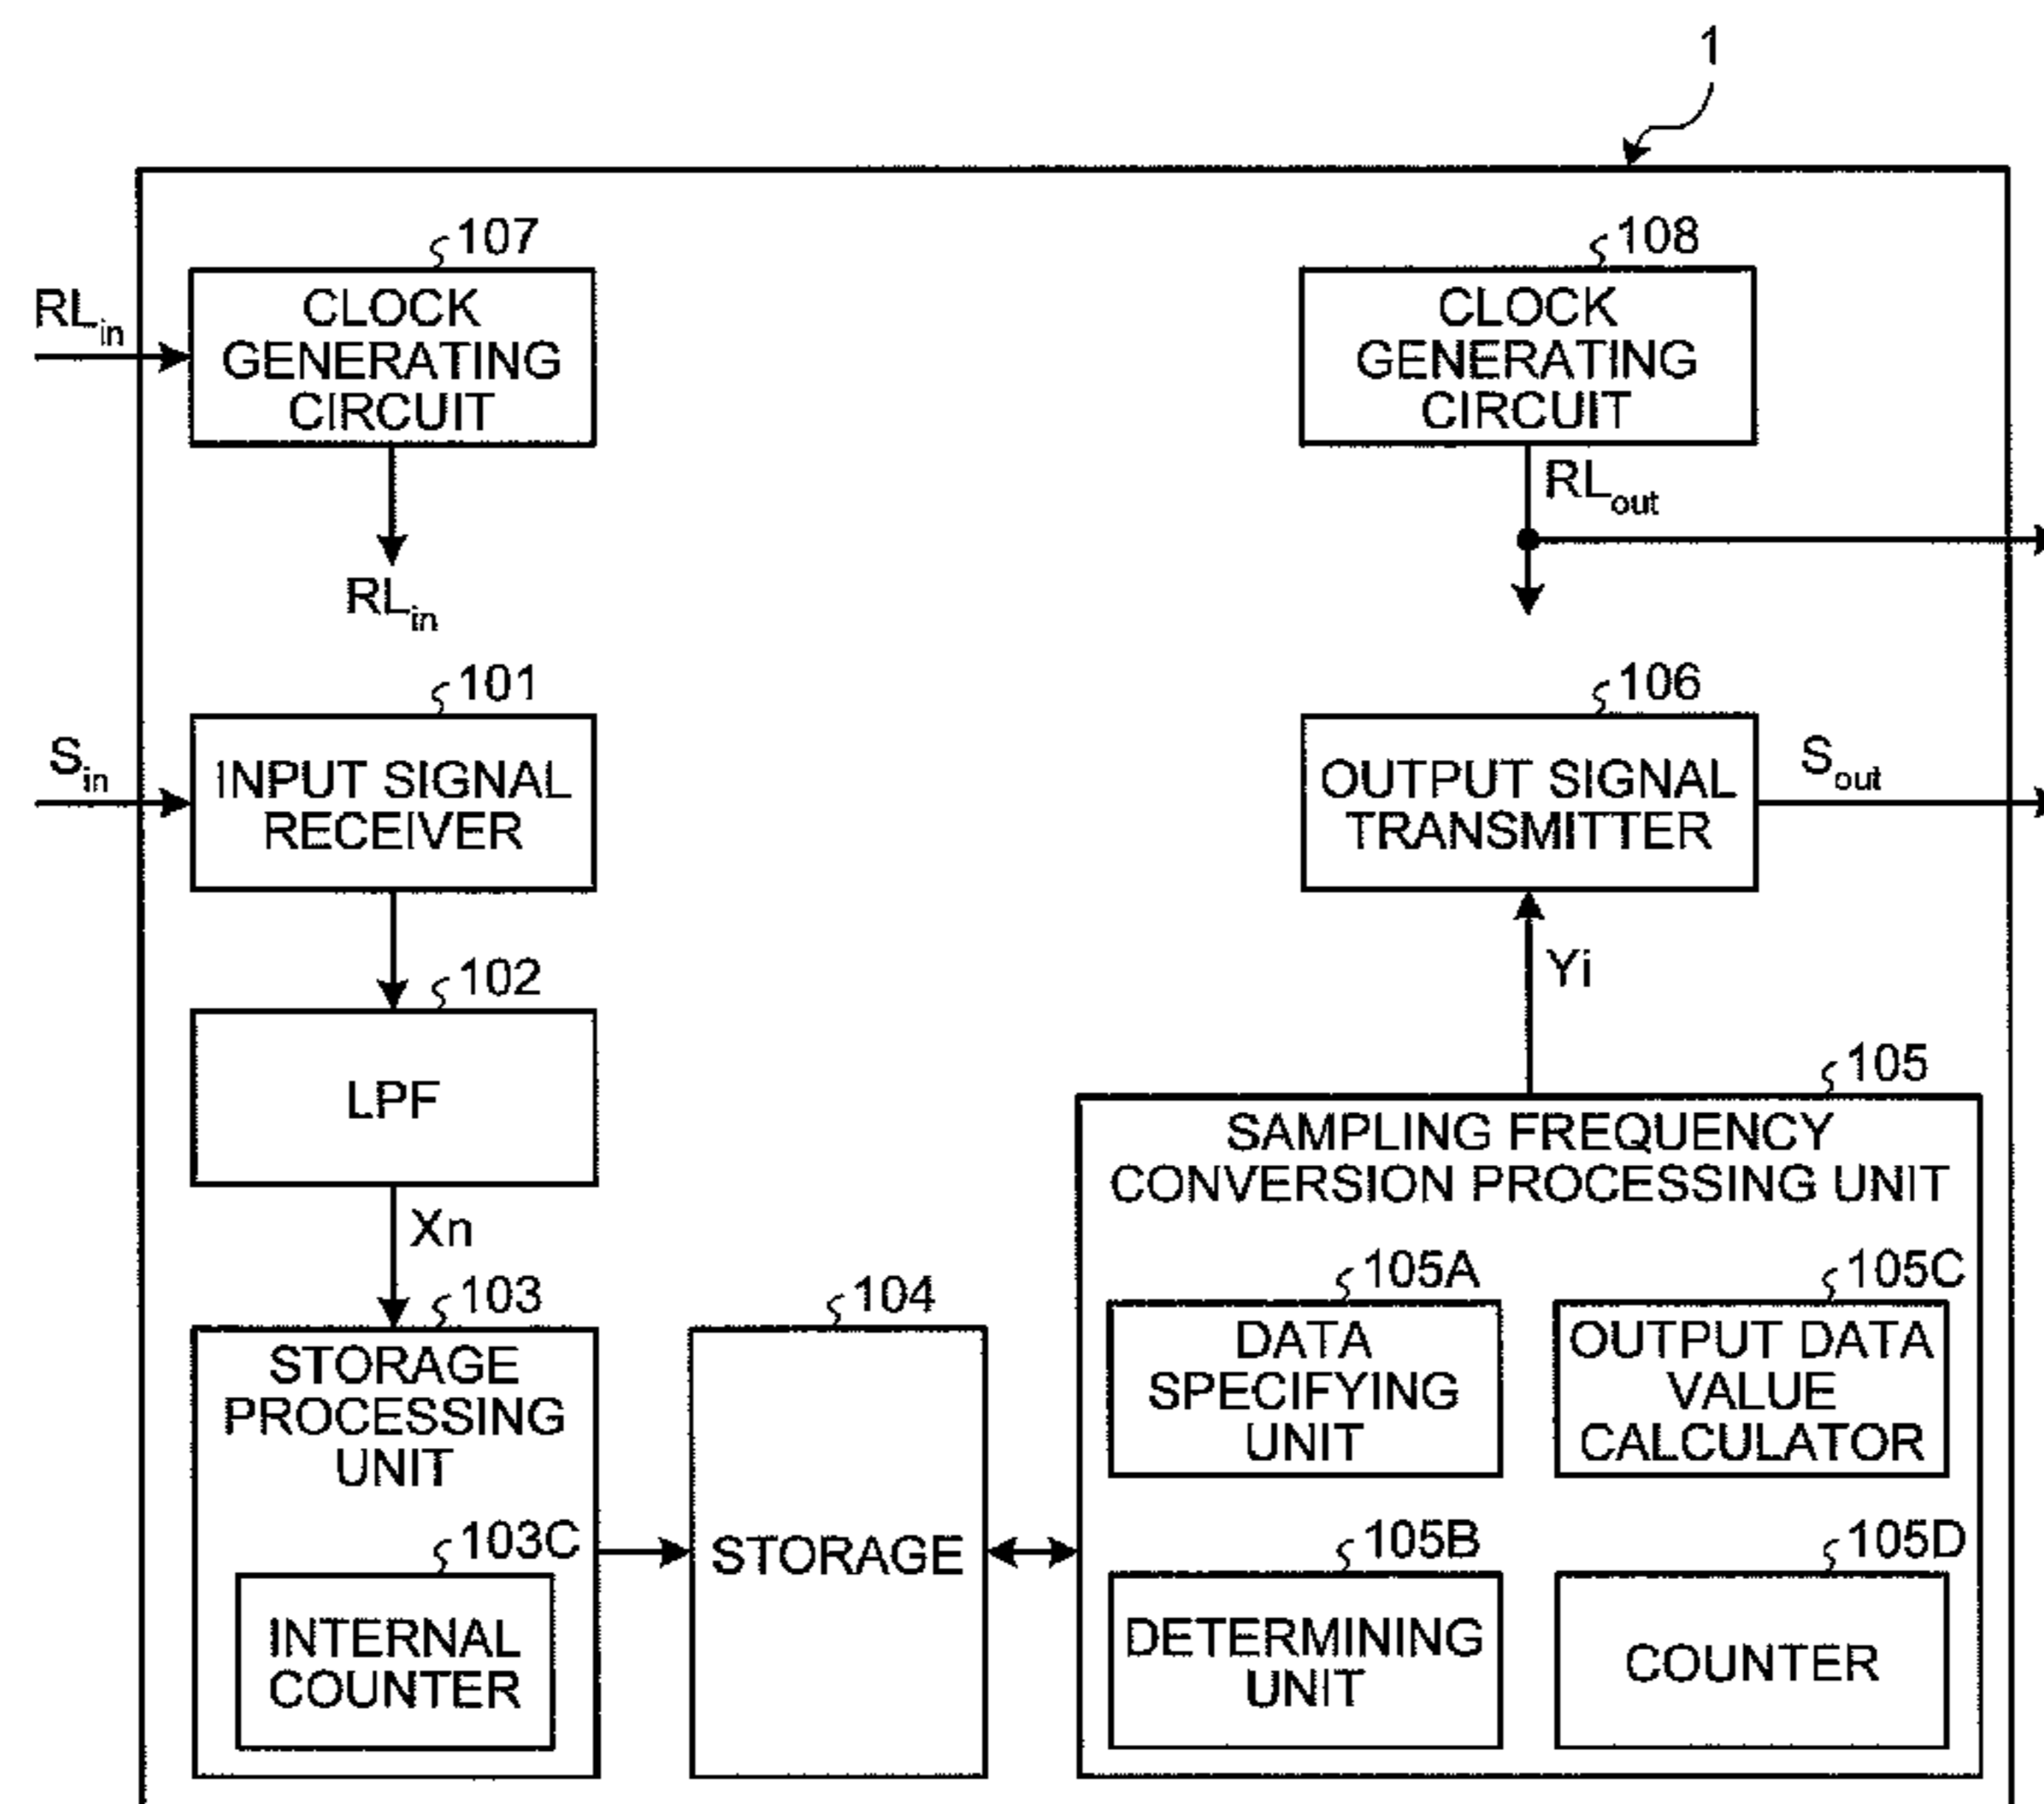 1
107
108
RLin
CLOCK
GENERATING
CIRCUIT
CLOCK
GENERATING
CIRCUIT
RLin
RLout
101
106
Sin
INPUT SIGNAL
RECEIVER
OUTPUT SIGNAL
TRANSMITTER
Sout
102
LPF
Xn
Yi
105
SAMPLING FREQUENCY
CONVERSION PROCESSING UNIT
103
STORAGE
PROCESSING
UNIT
103C
INTERNAL
COUNTER
104
STORAGE
105A
DATA
SPECIFYING
UNIT
105C
OUTPUT DATA
VALUE
CALCULATOR
105B
DETERMINING
UNIT
105D
COUNTER